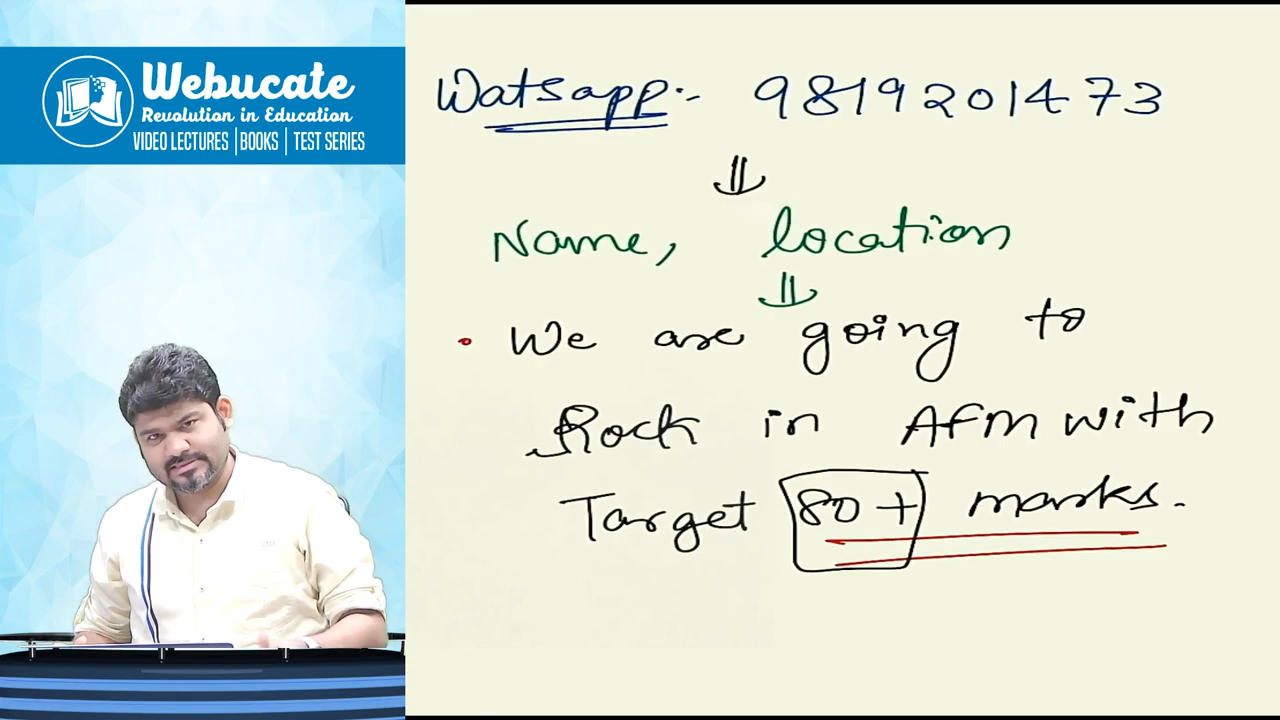 Webucate
Revolution in Education
VIDEO LECTURES | BOOKS | TEST SERIES
Watsapp:- 9819201473
Name, location
• We are going to
Rock in AFM with
Target 80+ marks.